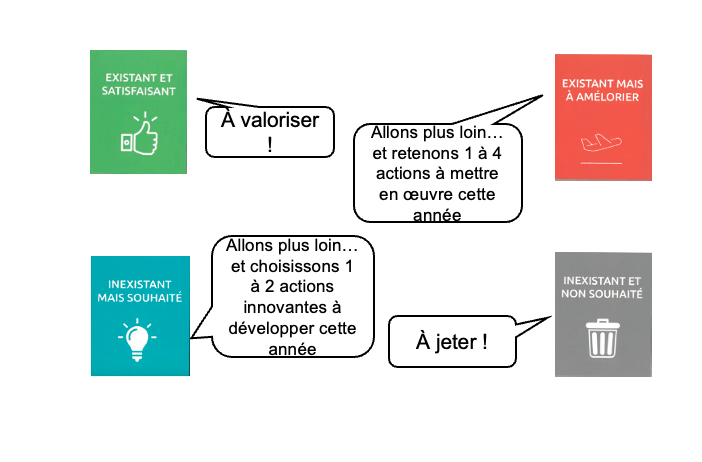 EXISTANT ET
SATISFAISANT
À valoriser
!
EXISTANT MAIS
À AMÉLORIER
Allons plus loin…
et retenons 1 à 4
actions à mettre
en œuvre cette
année
INEXISTANT
MAIS SOUHAITÉ
Allons plus loin…
et choisissons 1
à 2 actions
innovantes à
développer cette
année
INEXISTANT ET
NON SOUHAITÉ
À jeter !